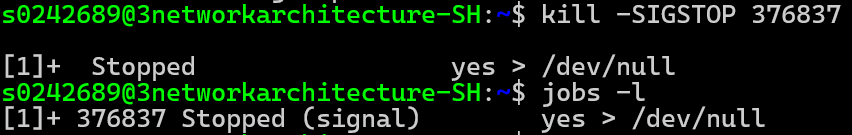 s0242689@3networkarchitecture-SH:~$ kill -SIGSTOP 376837
[1]+  Stopped                 yes > /dev/null
s0242689@3networkarchitecture-SH:~$ jobs -l
[1]+ 376837 Stopped (signal)        yes > /dev/null